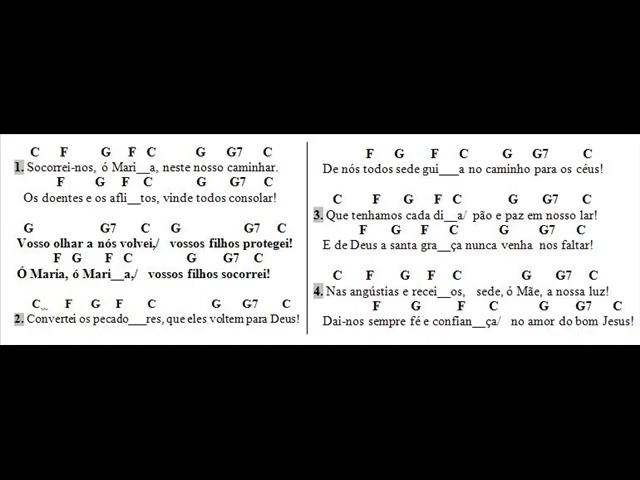 C F G F C G G7 C
1. Socorrei-nos, ó Mari__a, neste nosso caminhar.
F G F C G G7 C
Os doentes e os afli__tos, vinde todos consolar!
G G7 C G G7 C
Vosso olhar a nós volvei,/ vossos filhos protegei!
F G F C G G7 C
Ó Maria, ó Mari__a,/ vossos filhos socorrei!
C F G F C G G7 C
2. Convertei os pecado___res, que eles voltem para Deus!
F G F C G G7 C
De nós todos sede gui___a no caminho para os céus!
C F G F C G G7 C
3. Que tenhamos cada di__a/ pão e paz em nosso lar!
F G F C G G7 C
E de Deus a santa gra__ça nunca venha nos faltar!
C F G F C G G7 C
4. Nas angústias e recei__os, sede, ó Mãe, a nossa luz!
F G F C G G7 C
Dai-nos sempre fé e confian__ça/ no amor do bom Jesus!